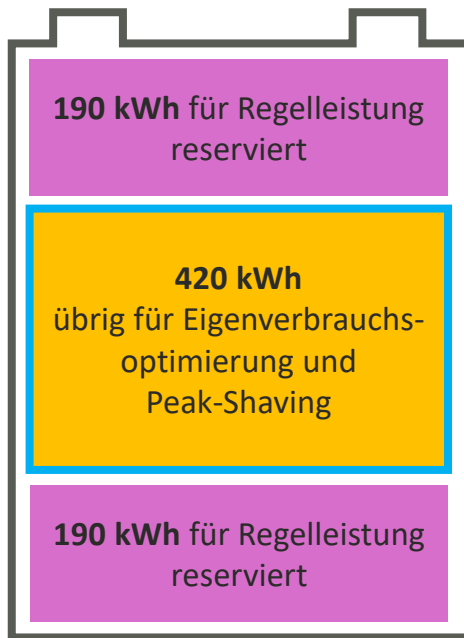 190 kWh für Regelleistung
reserviert
420 kWh
übrig für Eigenverbrauchs-
optimierung und
Peak-Shaving
190 kWh für Regelleistung
reserviert